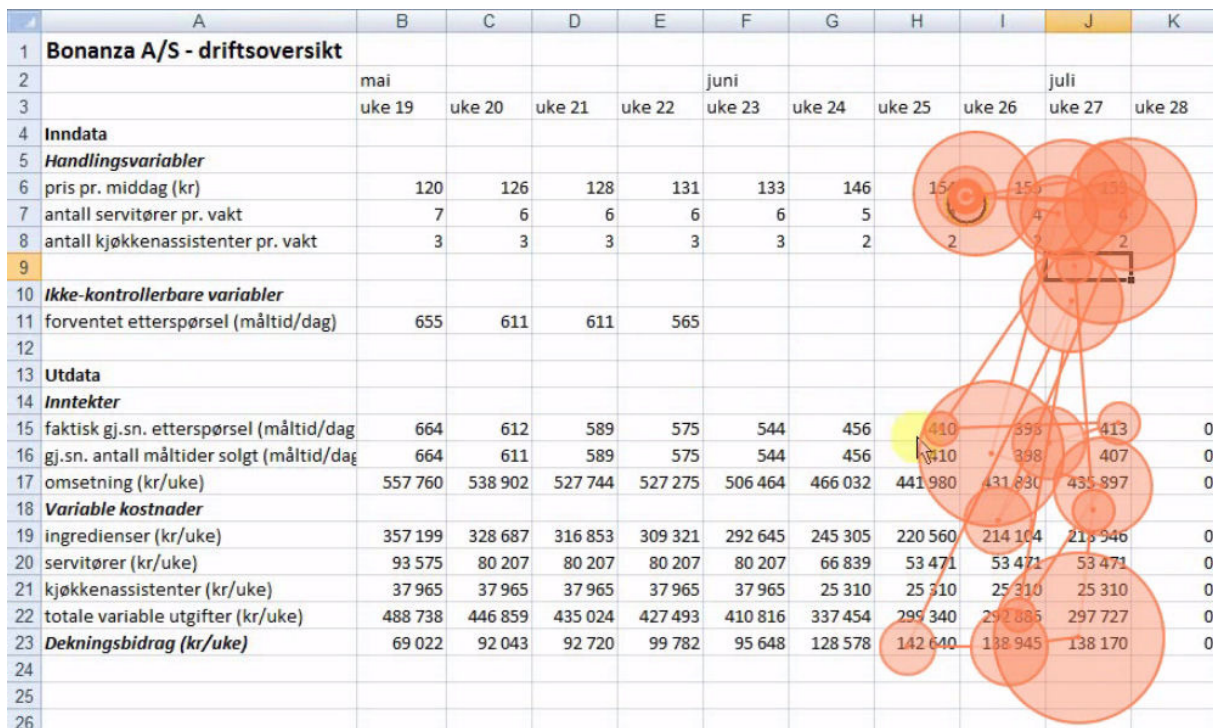 A B C D E F G H I J K
1 Bonanza A/S - driftsoversikt
2 mai juni juli
3 uke 19 uke 20 uke 21 uke 22 uke 23 uke 24 uke 25 uke 26 uke 27 uke 28
4 Inndata
5 Handlingsvariabler
6 pris pr. middag (kr) 120 126 128 131 133 146
7 antall servitører pr. vakt 7 6 6 6 6 5 4 4
8 antall kjøkkenassistenter pr. vakt 3 3 3 3 3 2 2 2 2
9
10 Ikke-kontrollerbare variabler
11 forventet etterspørsel (måltid/dag) 655 611 611 565
12
13 Utdata
14 Inntekter
15 faktisk gj.sn. etterspørsel (måltid/dag 664 612 589 575 544 456 410 398 413 0
16 gj.sn. antall måltider solgt (måltid/dag 664 611 589 575 544 456 410 398 407 0
17 omsetning (kr/uke) 557 760 538 902 527 744 527 275 506 464 466 032 441 980 431 830 435 897 0
18 Variable kostnader
19 ingredienser (kr/uke) 357 199 328 687 316 853 309 321 292 645 245 305 220 560 214 104 218 946 0
20 servitører (kr/uke) 93 575 80 207 80 207 80 207 80 207 66 839 53 471 53 471 53 471 0
21 kjøkkenassistenter (kr/uke) 37 965 37 965 37 965 37 965 37 965 25 310 25 310 25 310 25 310 0
22 totale variable utgifter (kr/uke) 488 738 446 859 435 024 427 493 410 816 337 454 299 340 292 885 297 727 0
23 Dekningsbidrag (kr/uke) 69 022 92 043 92 720 99 782 95 648 128 578 142 640 138 945 138 170 0
24
25
26